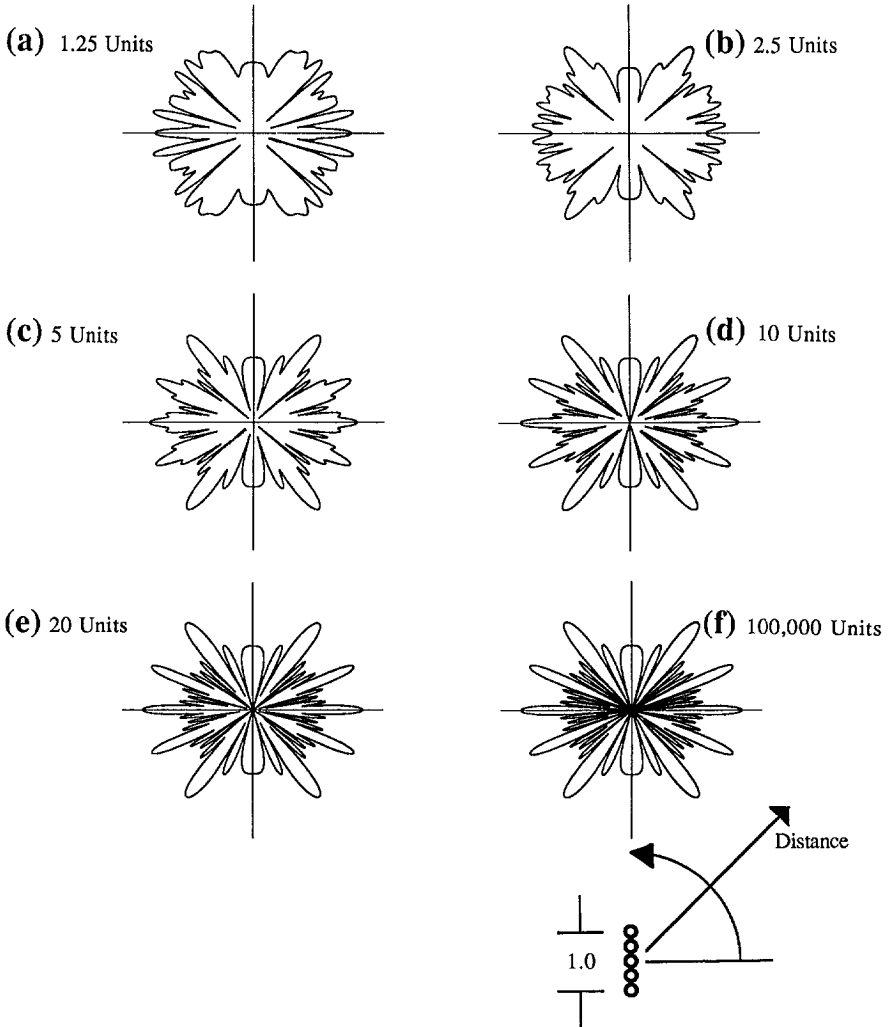 (a) 1.25 Units
(b) 2.5 Units
(c) 5 Units
(d) 10 Units
(e) 20 Units
(f) 100,000 Units
Distance
1.0